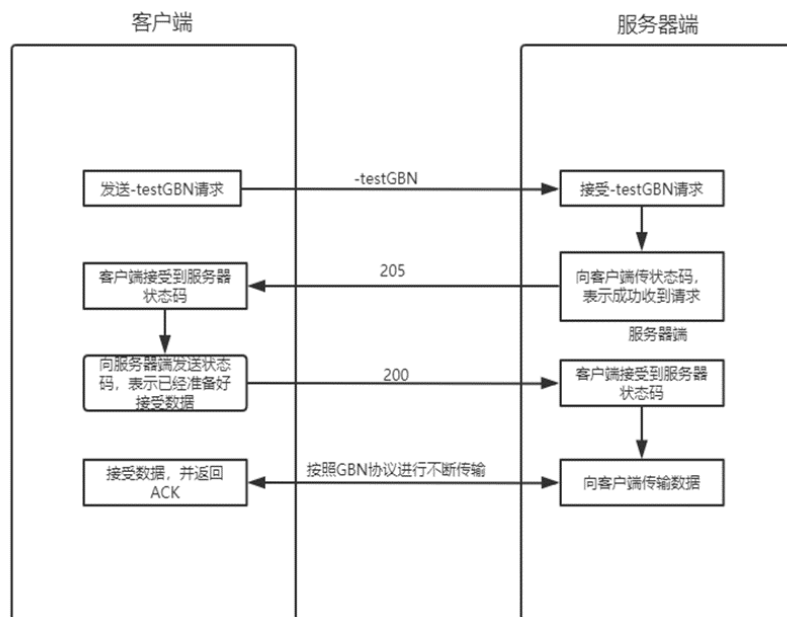 客户端
服务器端
发送-testGBN请求
-testGBN
接受-testGBN请求
客户端接受到服务器
状态码
205
向客户端传状态码，
表示成功收到请求
服务器端
向服务器端发送状态
码，表示已经准备好
接受数据
200
客户端接受到服务器
状态码
接受数据，并返回
ACK
按照GBN协议进行不断传输
向客户端传输数据